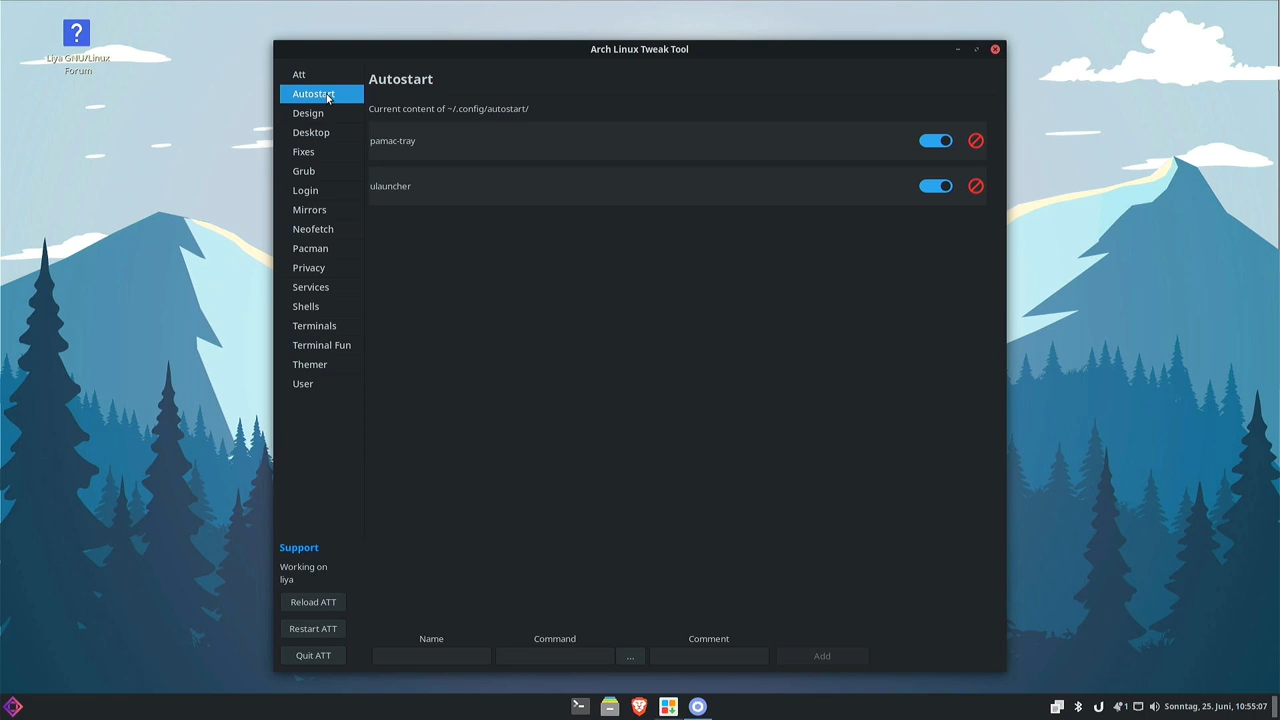 ?
Liya GNU/Linux
Forum
Arch Linux Tweak Tool
Att
Autostart
Design
Desktop
Fixes
Grub
Login
Mirrors
Neofetch
Pacman
Privacy
Services
Shells
Terminals
Terminal Fun
Themer
User
Support
Working on
liya
Reload ATT
Restart ATT
Quit ATT
Autostart
Current content of ~/.config/autostart/
pamac-tray
ulauncher
Name Command Comment
... Add
1 Sonntag, 25. Juni, 10:55:07